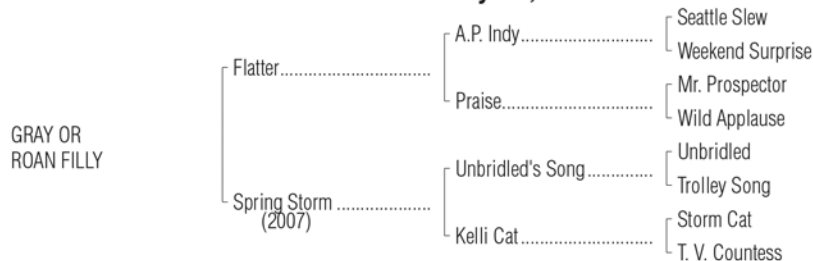 Seattle Slew
A.P. Indy
Weekend Surprise
Flatter
Mr. Prospector
Praise
Wild Applause
GRAY OR
ROAN FILLY
Unbridled
Unbridled's Song
Trolley Song
Spring Storm
(2007)
Storm Cat
Kelli Cat
T. V. Countess